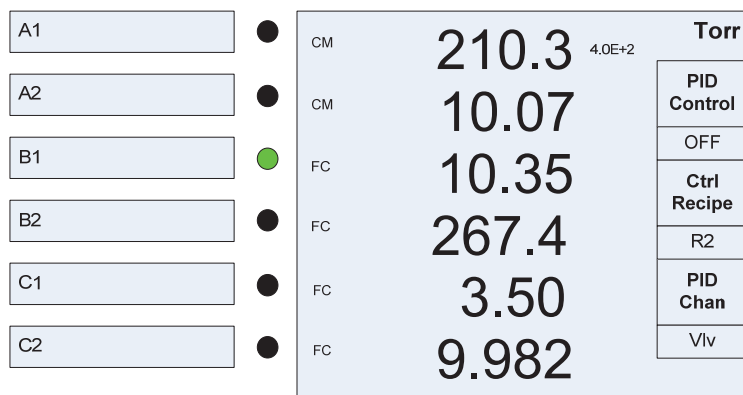 A1
A2
B1
B2
C1
C2
CM 210.3 4.0E+2
CM 10.07
FC 10.35
FC 267.4
FC 3.50
FC 9.982
Torr
PID
Control
OFF
Ctrl
Recipe
R2
PID
Chan
Vlv